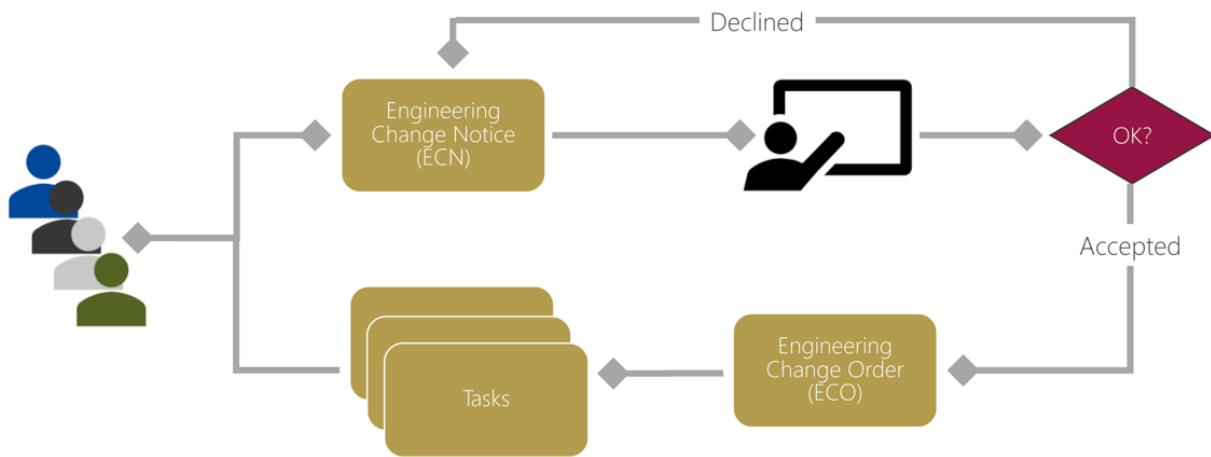 Declined
Engineering
Change Notice
(ECN)
OK?
Accepted
Engineering
Change Order
(ECO)
Tasks